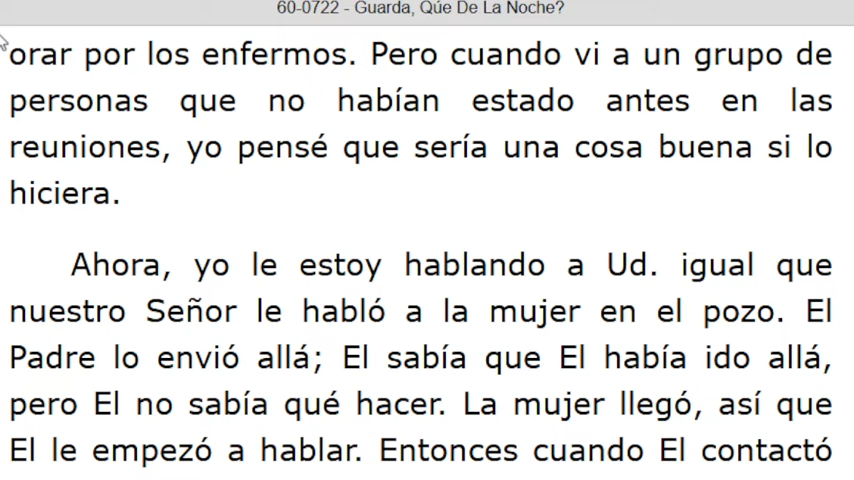 60-0722 - Guarda, Qúe De La Noche?
orar por los enfermos. Pero cuando vi a un grupo de
personas que no habían estado antes en las
reuniones, yo pensé que sería una cosa buena si lo
hiciera.
Ahora, yo le estoy hablando a Ud. igual que
nuestro Señor le habló a la mujer en el pozo. El
Padre lo envió allá; El sabía que El había ido allá,
pero El no sabía qué hacer. La mujer llegó, así que
El le empezó a hablar. Entonces cuando El contactó